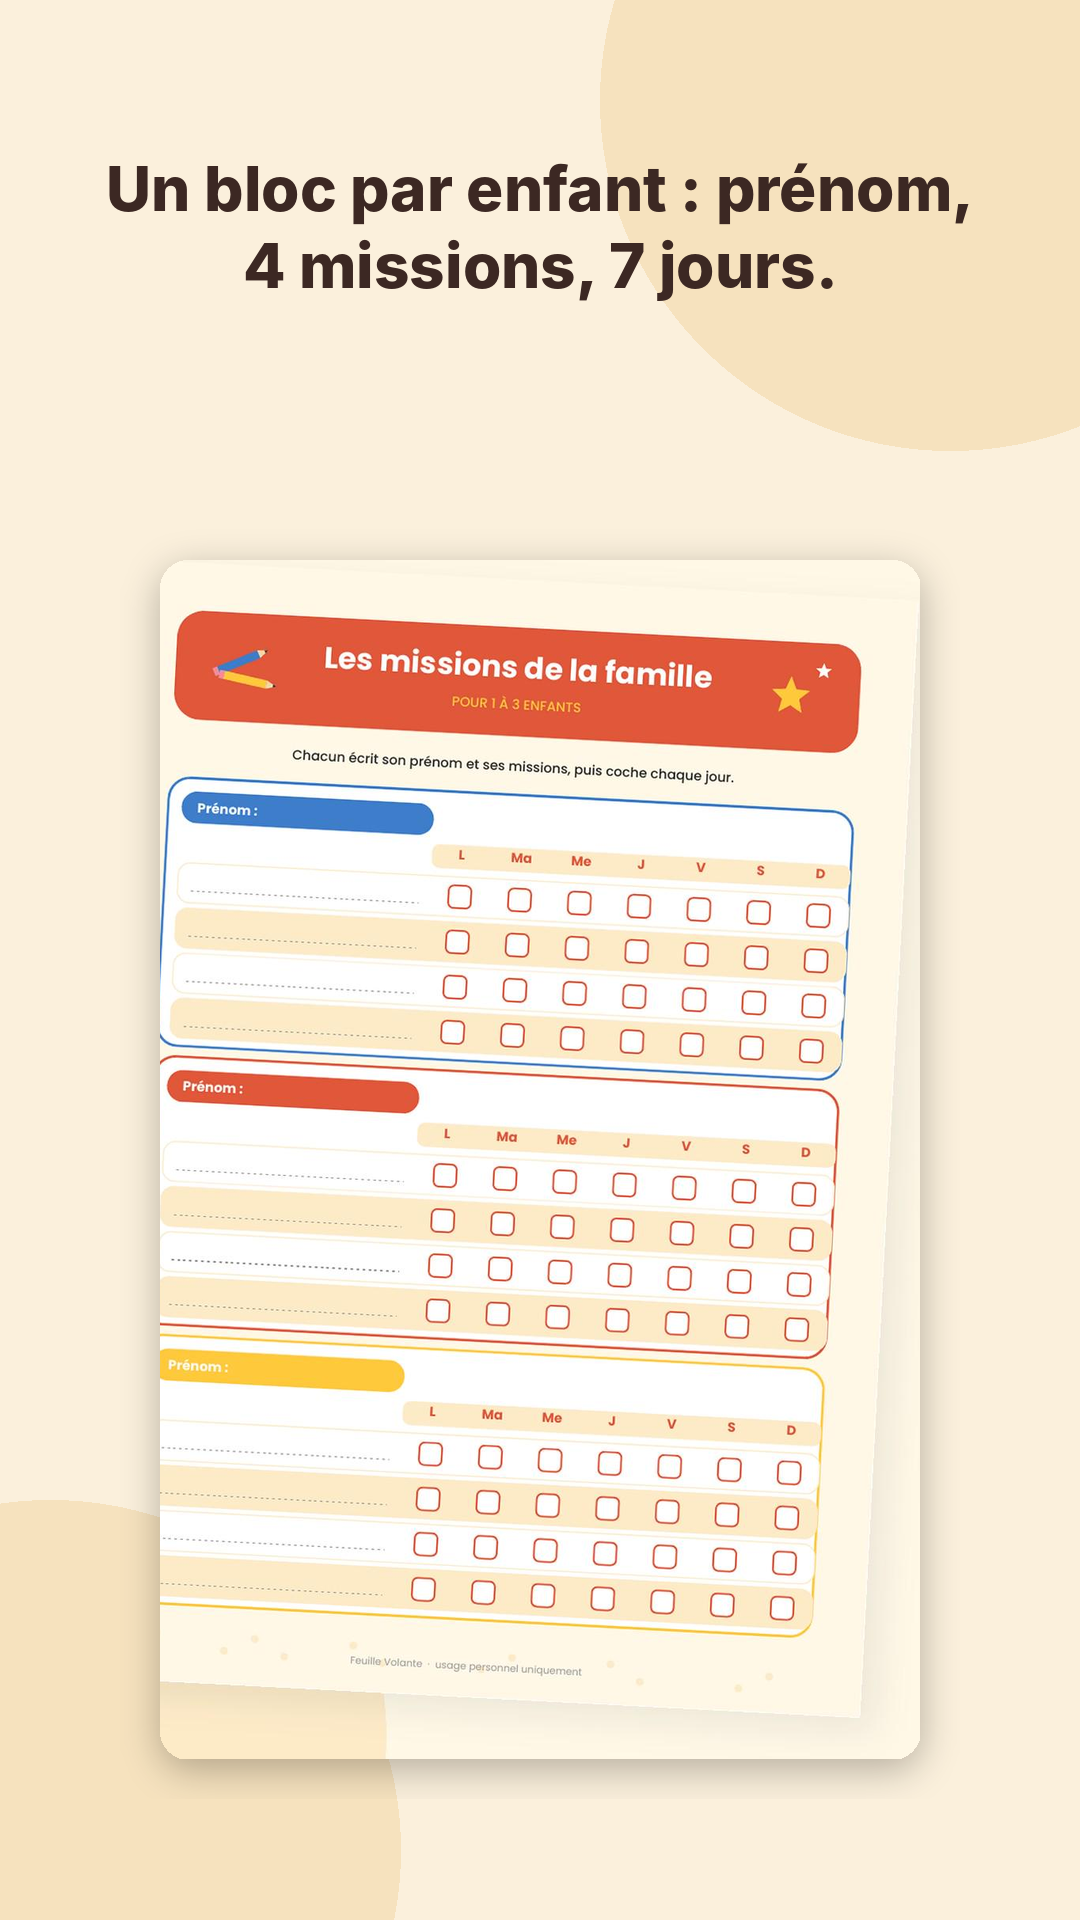 Un bloc par enfant : prénom,
4 missions, 7 jours.
Les missions de la famille
POUR 1 À 3 ENFANTS
Chacun écrit son prénom et ses missions, puis coche chaque jour.
Prénom :
L Ma Me J V S D
Prénom :
L Ma Me J V S D
Prénom :
L Ma Me J V S D
Feuille Volante · usage personnel uniquement